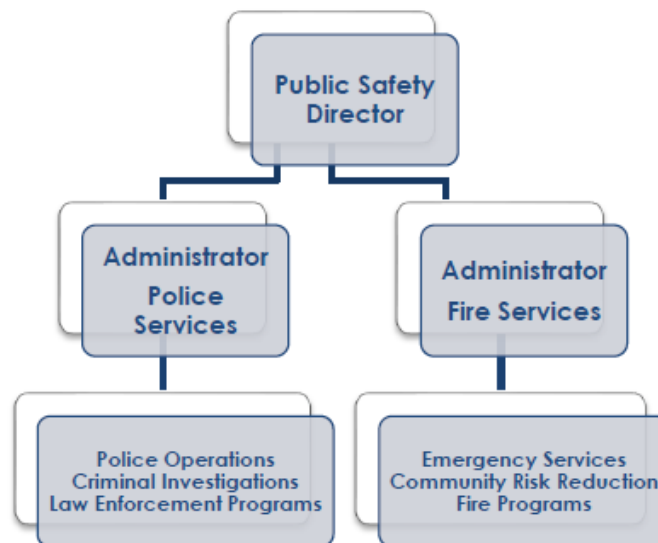 Public Safety
Director
Administrator
Police
Services
Administrator
Fire Services
Police Operations
Criminal Investigations
Law Enforcement Programs
Emergency Services
Community Risk Reduction
Fire Programs